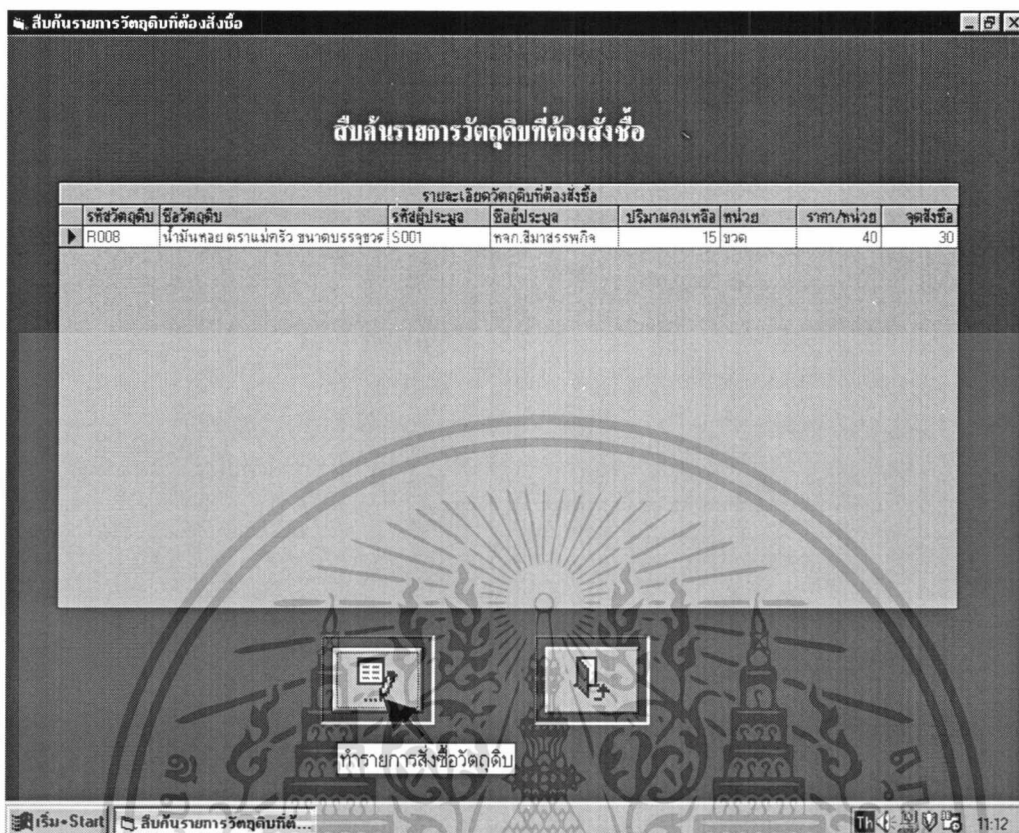 สืบค้นรายการวัตถุดิบที่ต้องสั่งซื้อ
สืบค้นรายการวัตถุดิบที่ต้องสั่งซื้อ
รายละเอียดวัตถุดิบที่ต้องสั่งซื้อ
รหัสวัตถุดิบ ชื่อวัตถุดิบ รหัสผู้ประมูล ชื่อผู้ประมูล ปริมาณคงเหลือ หน่วย ราคา/หน่วย จุดสั่งซื้อ
R008 น้ำมันหอย ตราแม่ครัว ขนาดบรรจุขวด S001 หจก.สิมาสรรพกิจ 15 ขวด 40 30
ทำรายการสั่งซื้อวัตถุดิบ
เริ่ม-Start สืบค้นรายการวัตถุดิบที่ต้... Th 11:12